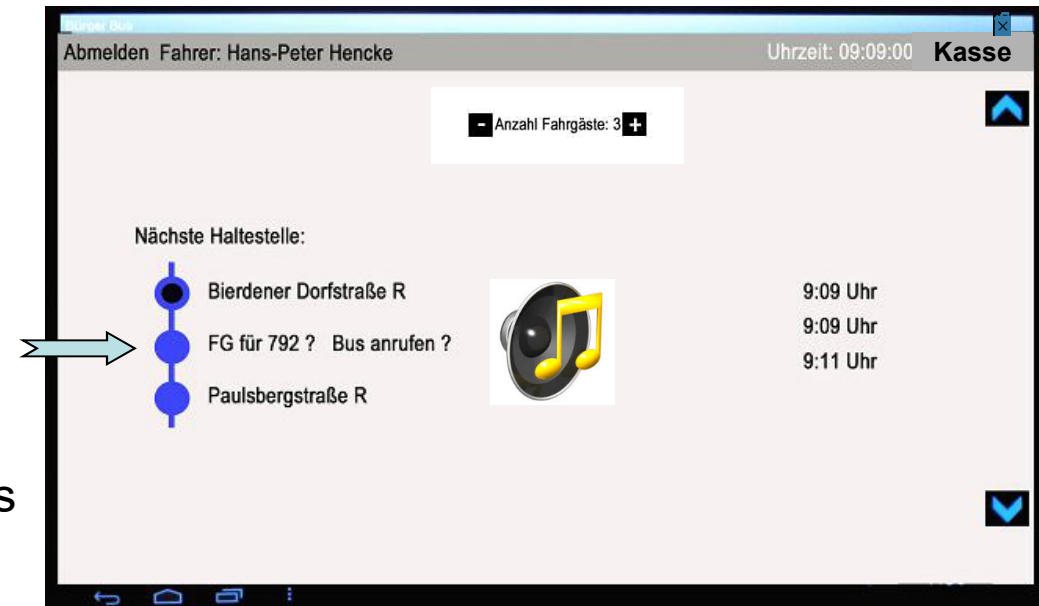 Bürger Bus
Abmelden Fahrer: Hans-Peter Hencke Uhrzeit: 09:09:00 Kasse
- Anzahl Fahrgäste: 3 +
Nächste Haltestelle:
Bierdener Dorfstraße R 9:09 Uhr
FG für 792 ? Bus anrufen ? 9:09 Uhr
Paulsbergstraße R 9:11 Uhr
s